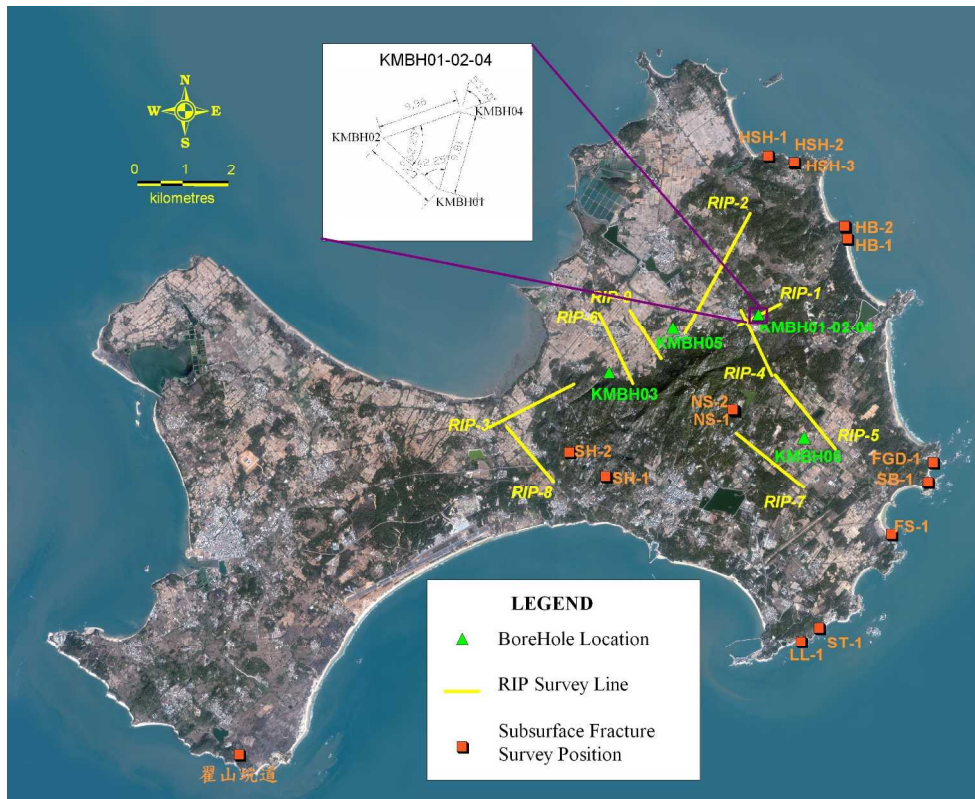 KMBH01-02-04
9,96
KMBH04
KMBH02
9,81
KMBH01
N
W E
S
0 1 2
kilometres
HSH-1
HSH-2
HSH-3
RIP-2
HB-2
HB-1
RIP-9
RIP-1
RIP-6
KMBH01-02-04
KMBH05
RIP-4
KMBH03
NS-2
NS-1
RIP-3
RIP-5
KMBH06
SH-2
FGD-1
SB-1
RIP-8
SH-1
RIP-7
FS-1
LEGEND
BoreHole Location
ST-1
LL-1
RIP Survey Line
Subsurface Fracture
Survey Position
翟山坑道